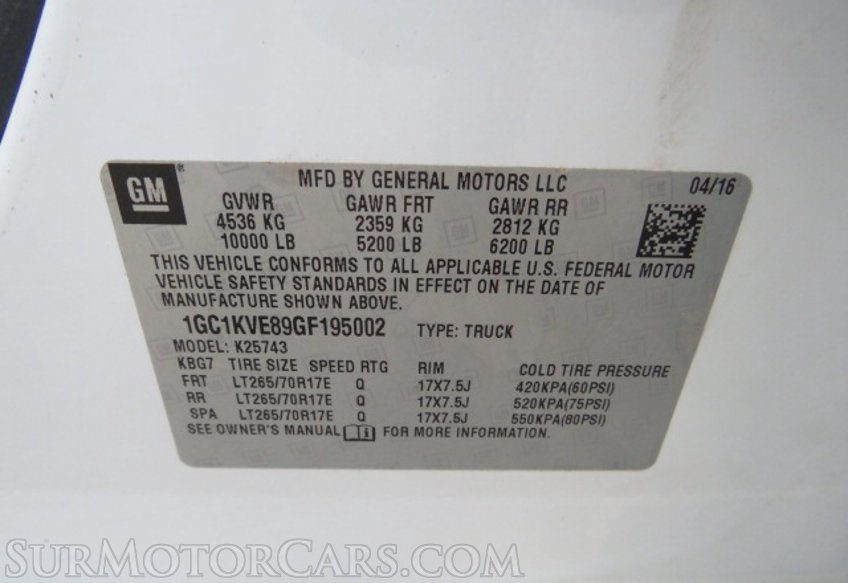 GM ® MFD BY GENERAL MOTORS LLC 04/16
GVWR GAWR FRT GAWR RR
4536 KG 2359 KG 2812 KG
10000 LB 5200 LB 6200 LB
THIS VEHICLE CONFORMS TO ALL APPLICABLE U.S. FEDERAL MOTOR
VEHICLE SAFETY STANDARDS IN EFFECT ON THE DATE OF
MANUFACTURE SHOWN ABOVE.
1GC1KVE89GF195002 TYPE: TRUCK
MODEL: K25743
KBG7 TIRE SIZE SPEED RTG RIM COLD TIRE PRESSURE
FRT LT265/70R17E Q 17X7.5J 420KPA(60PSI)
RR LT265/70R17E Q 17X7.5J 520KPA(75PSI)
SPA LT265/70R17E Q 17X7.5J 550KPA(80PSI)
SEE OWNER'S MANUAL FOR MORE INFORMATION.
SurMotorCars.com